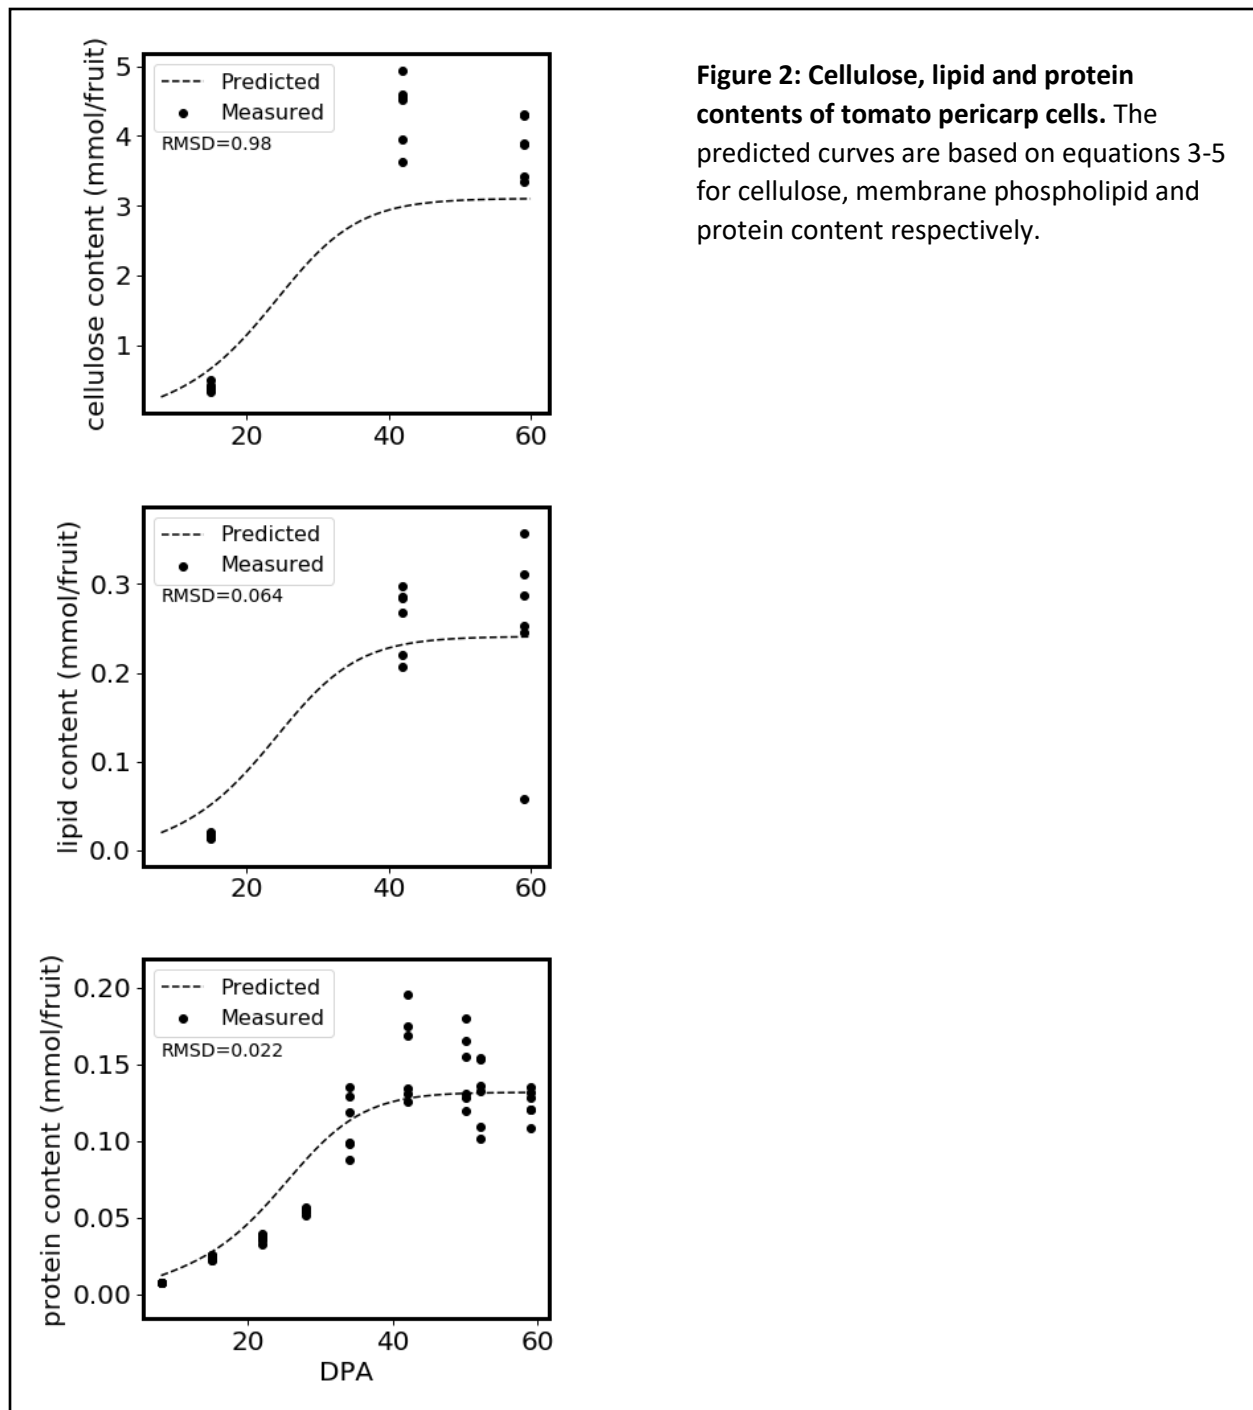 Figure 2: Cellulose, lipid and protein
contents of tomato pericarp cells. The
predicted curves are based on equations 3-5
for cellulose, membrane phospholipid and
protein content respectively.
cellulose content (mmol/fruit)
5
4
3
2
1
Predicted
Measured
RMSD=0.98
20 40 60
lipid content (mmol/fruit)
0.3
0.2
0.1
0.0
Predicted
Measured
RMSD=0.064
20 40 60
protein content (mmol/fruit)
0.20
0.15
0.10
0.05
0.00
Predicted
Measured
RMSD=0.022
20 40 60
DPA